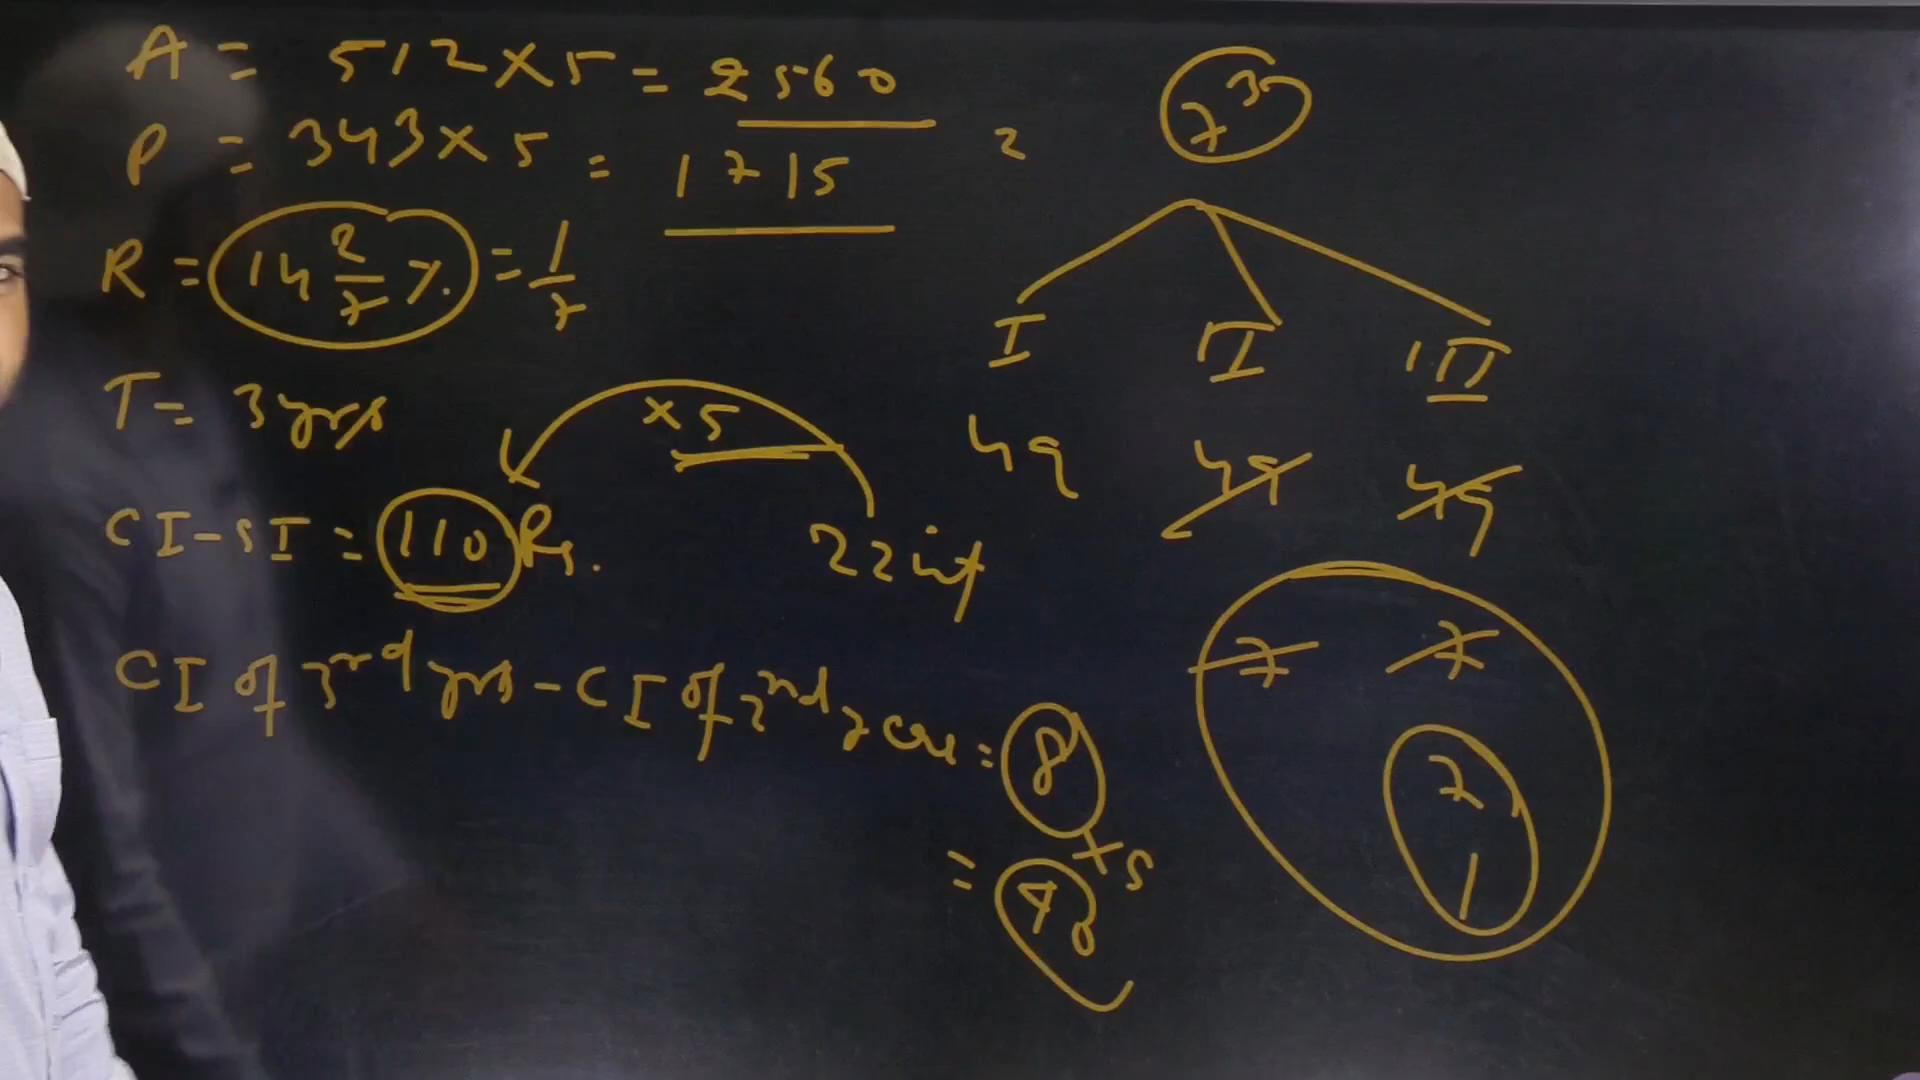 A = 512 × 5 = 2560
P = 343 × 5 = 1715
R = 14 2/7 %. = 1/7
T = 3 yrs
CI-SI = 110 Rs.
×5
22 int
CI of 3rd yrs - CI of 2nd year = 8
×5
= 40
7³
I II III
49 49 49
7 7
7
1